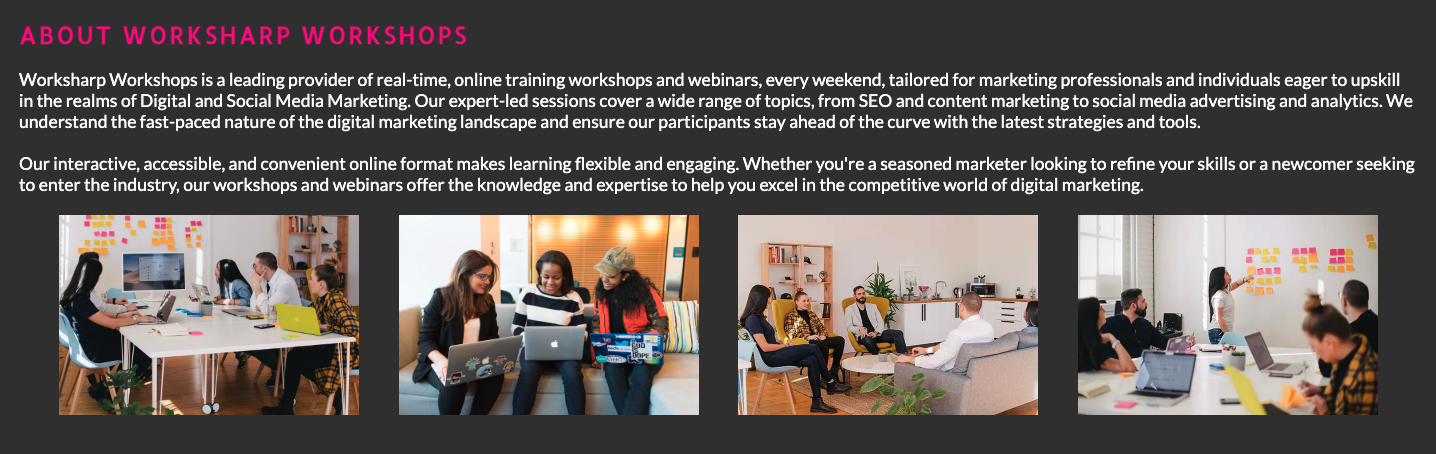 ABOUT WORKSHARP WORKSHOPS
Worksharp Workshops is a leading provider of real-time, online training workshops and webinars, every weekend, tailored for marketing professionals and individuals eager to upskill
in the realms of Digital and Social Media Marketing. Our expert-led sessions cover a wide range of topics, from SEO and content marketing to social media advertising and analytics. We
understand the fast-paced nature of the digital marketing landscape and ensure our participants stay ahead of the curve with the latest strategies and tools.
Our interactive, accessible, and convenient online format makes learning flexible and engaging. Whether you're a seasoned marketer looking to refine your skills or a newcomer seeking
to enter the industry, our workshops and webinars offer the knowledge and expertise to help you excel in the competitive world of digital marketing.